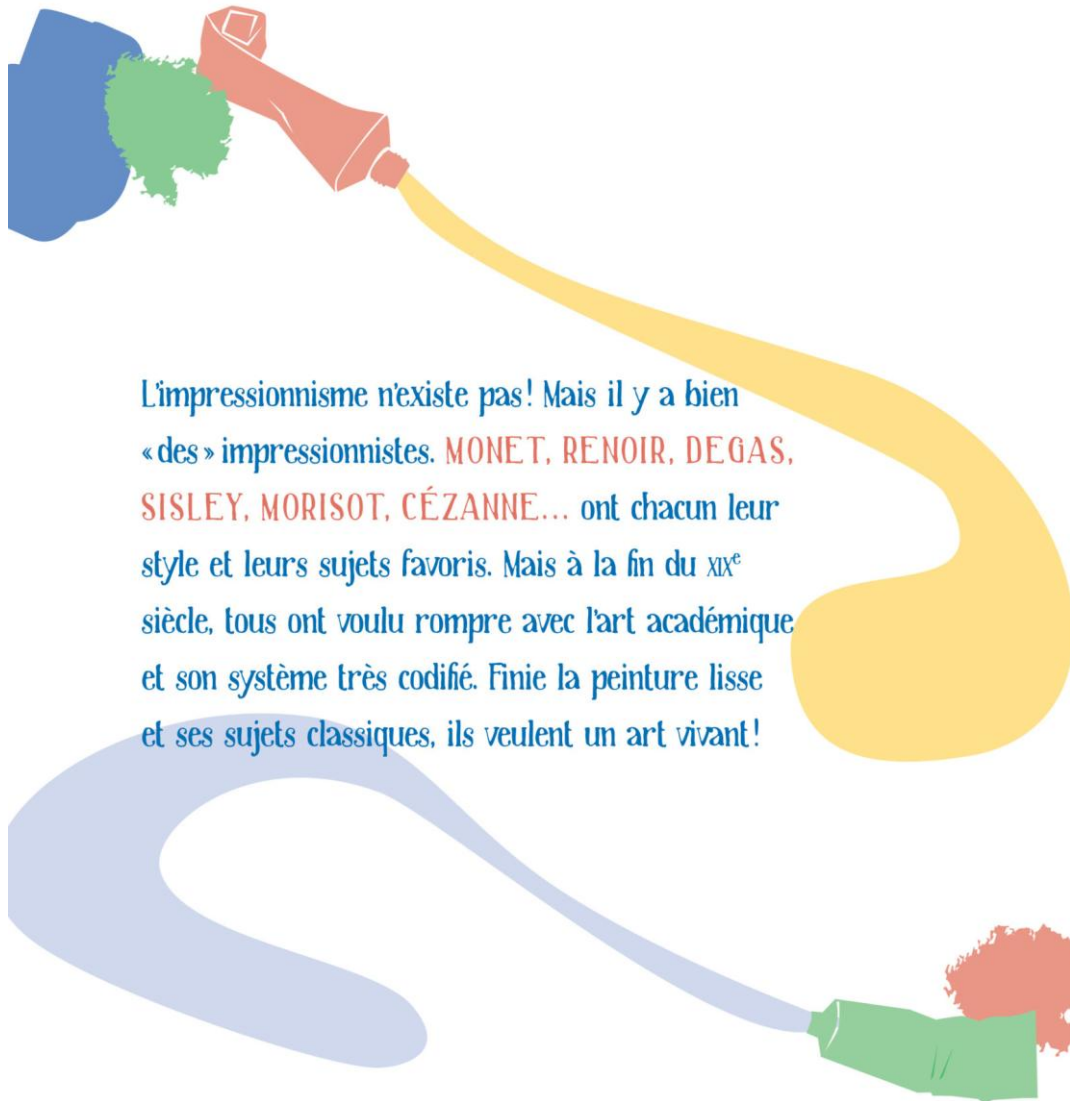 L'impressionnisme n'existe pas! Mais il y a bien
« des » impressionnistes. MONET, RENOIR, DEGAS,
SISLEY, MORISOT, CÉZANNE... ont chacun leur
style et leurs sujets favoris. Mais à la fin du XIXe
siècle, tous ont voulu rompre avec l'art académique
et son système très codifié. Finie la peinture lisse
et ses sujets classiques, ils veulent un art vivant!